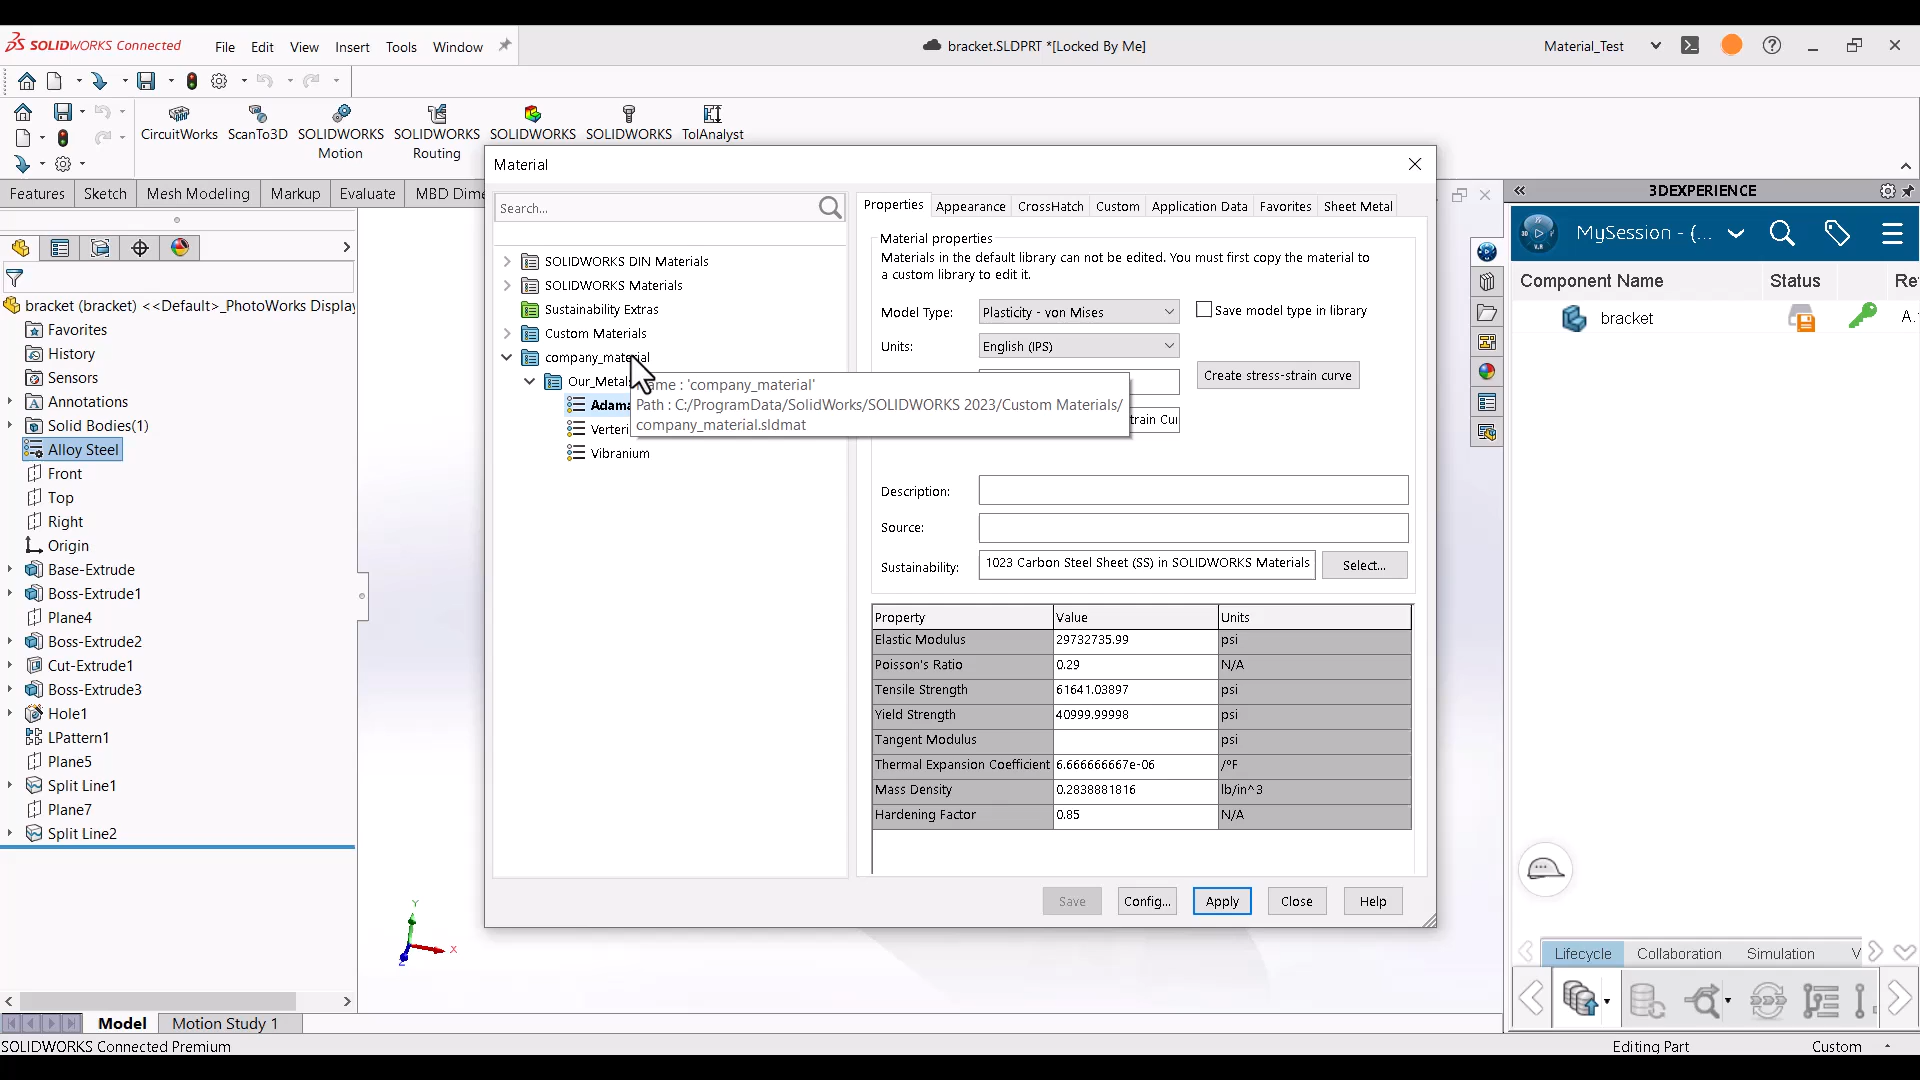 SOLIDWORKS Connected
File Edit View Insert Tools Window
bracket.SLDPRT *[Locked By Me]
Material_Test
CircuitWorks ScanTo3D SOLIDWORKS Motion SOLIDWORKS Routing SOLIDWORKS SOLIDWORKS TolAnalyst
Features Sketch Mesh Modeling Markup Evaluate MBD Dime
bracket (bracket) <<Default>_PhotoWorks Display
Favorites
History
Sensors
Annotations
Solid Bodies(1)
Alloy Steel
Front
Top
Right
Origin
Base-Extrude
Boss-Extrude1
Plane4
Boss-Extrude2
Cut-Extrude1
Boss-Extrude3
Hole1
LPattern1
Plane5
Split Line1
Plane7
Split Line2
Model Motion Study 1
SOLIDWORKS Connected Premium
Material
Search...
SOLIDWORKS DIN Materials
SOLIDWORKS Materials
Sustainability Extras
Custom Materials
company_material
Our_Metals
Adama
Verteri
Vibranium
Name : 'company_material'
Path : C:/ProgramData/SolidWorks/SOLIDWORKS 2023/Custom Materials/
company_material.sldmat
Properties Appearance CrossHatch Custom Application Data Favorites Sheet Metal
Material properties
Materials in the default library can not be edited. You must first copy the material to
a custom library to edit it.
Model Type: Plasticity - von Mises Save model type in library
Units: English (IPS)
Create stress-strain curve
train Cur
Description:
Source:
Sustainability: 1023 Carbon Steel Sheet (SS) in SOLIDWORKS Materials Select...
Property Value Units
Elastic Modulus 29732735.99 psi
Poisson's Ratio 0.29 N/A
Tensile Strength 61641.03897 psi
Yield Strength 40999.99998 psi
Tangent Modulus psi
Thermal Expansion Coefficient 6.666666667e-06 /°F
Mass Density 0.2838881816 lb/in^3
Hardening Factor 0.85 N/A
Save Config... Apply Close Help
3DEXPERIENCE
MySession - (...
Component Name Status Re
bracket A.
Lifecycle Collaboration Simulation V
Editing Part Custom
X
Y
Z